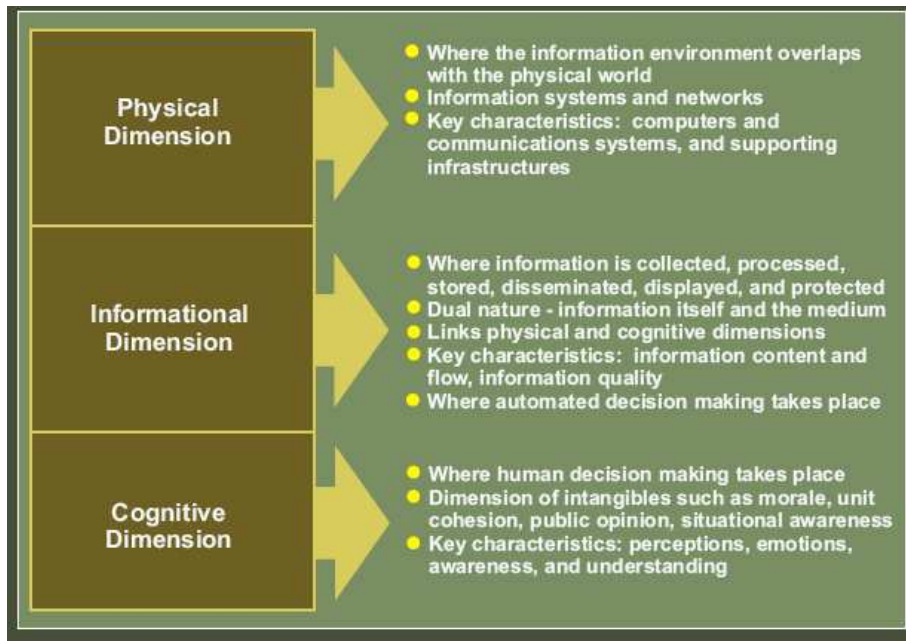 Physical
Dimension
● Where the information environment overlaps
with the physical world
● Information systems and networks
● Key characteristics: computers and
communications systems, and supporting
infrastructures
Informational
Dimension
● Where information is collected, processed,
stored, disseminated, displayed, and protected
● Dual nature - information itself and the medium
● Links physical and cognitive dimensions
● Key characteristics: information content and
flow, information quality
● Where automated decision making takes place
Cognitive
Dimension
● Where human decision making takes place
● Dimension of intangibles such as morale, unit
cohesion, public opinion, situational awareness
● Key characteristics: perceptions, emotions,
awareness, and understanding